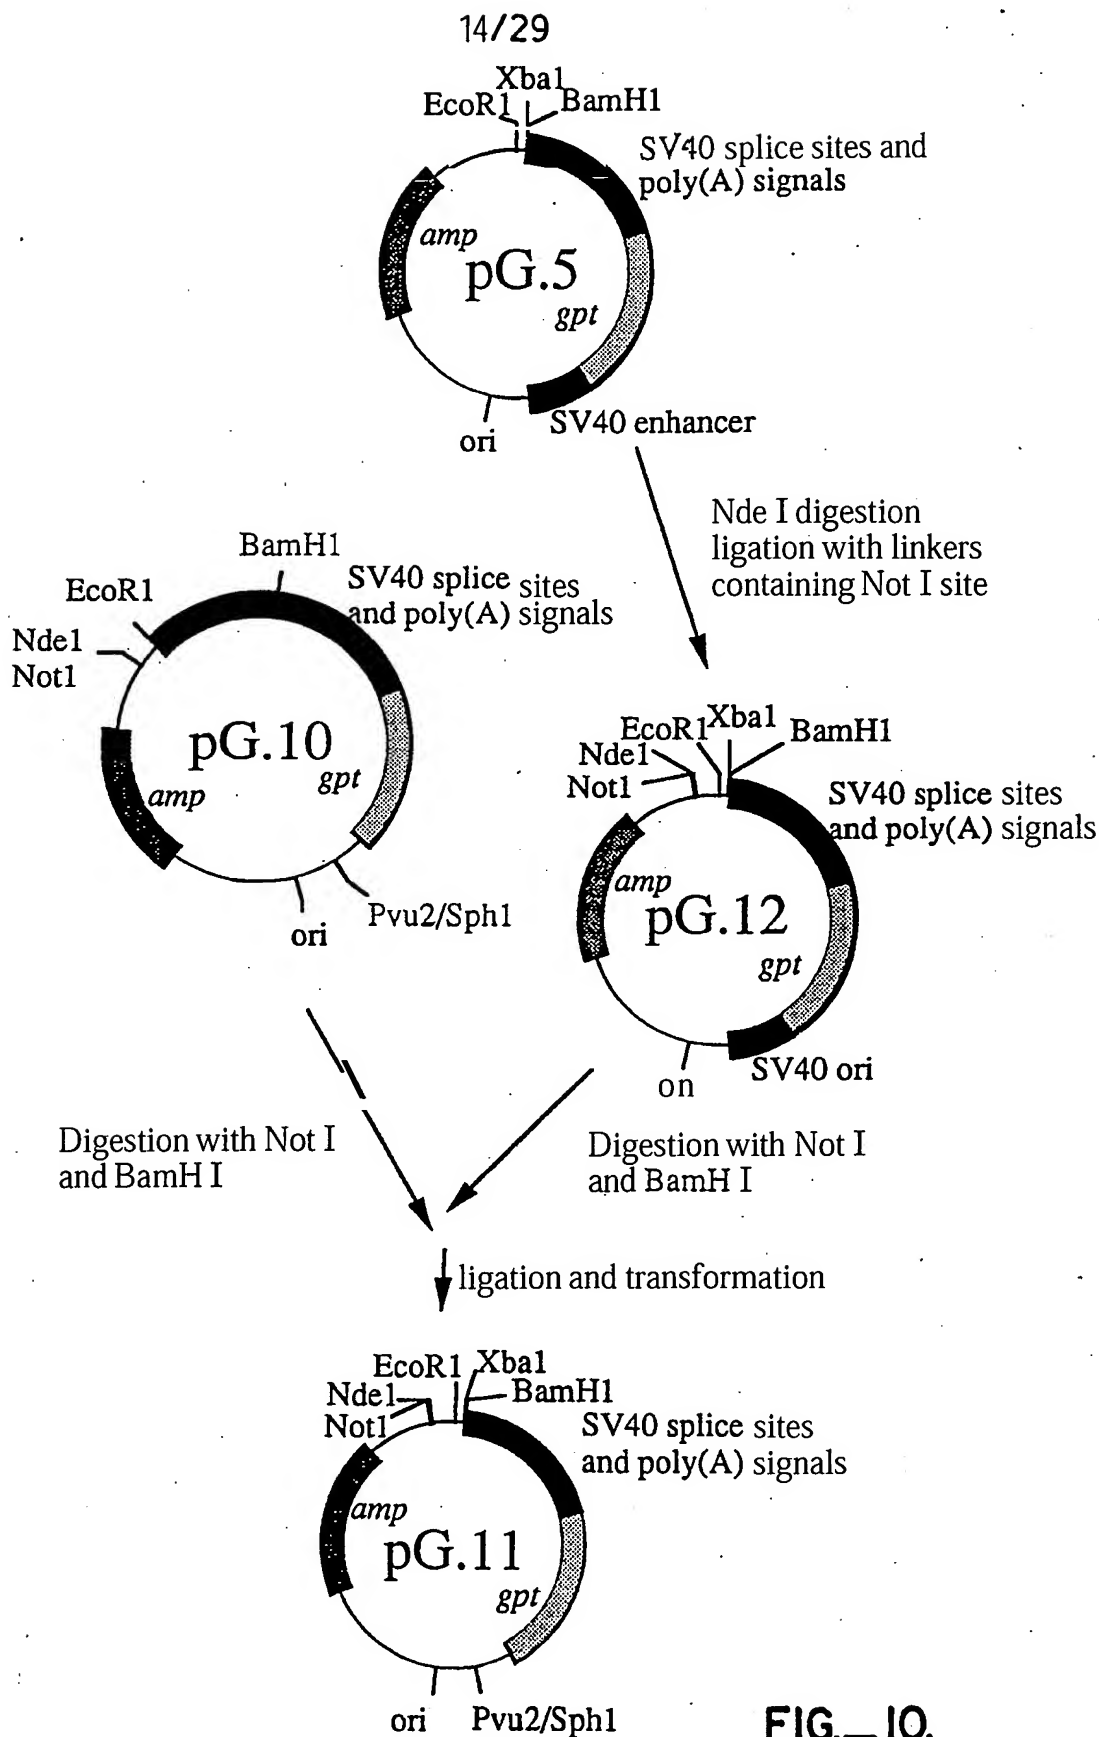 14/29
Xba1
EcoR1
BamH1
SV40 splice sites and
poly(A) signals
amp
pG.5
gpt
ori
SV40 enhancer
Nde I digestion
ligation with linkers
containing Not I site
BamH1
EcoR1
SV40 splice sites
and poly(A) signals
Nde1
Not1
pG.10
gpt
amp
ori
Pvu2/Sph1
EcoR1
Xba1
BamH1
Nde1
Not1
SV40 splice sites
and poly(A) signals
amp
pG.12
gpt
on
SV40 ori
Digestion with Not I
and BamH I
Digestion with Not I
and BamH I
ligation and transformation
EcoR1
Xba1
Nde1
BamH1
Not1
SV40 splice sites
and poly(A) signals
amp
pG.11
gpt
ori
Pvu2/Sph1
FIG._10.